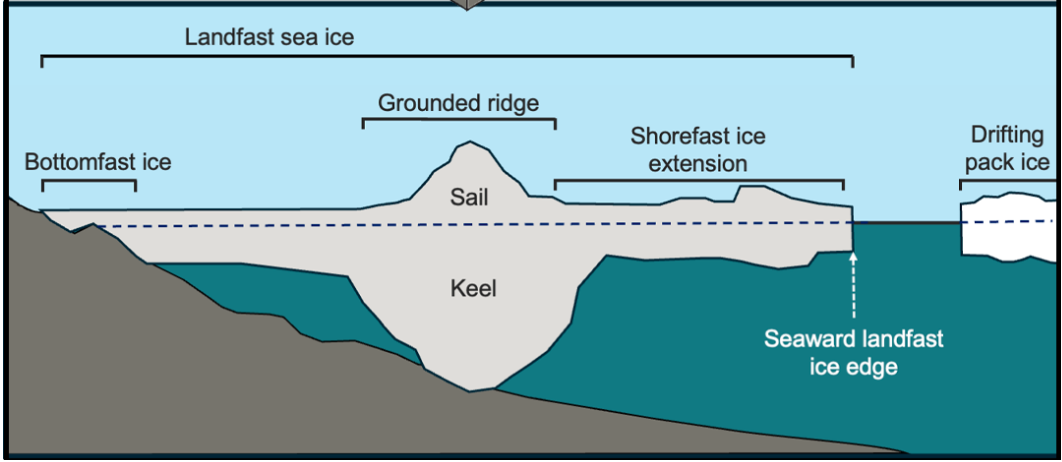 Landfast sea ice
Grounded ridge
Bottomfast ice
Shorefast ice
extension
Drifting
pack ice
Sail
Keel
Seaward landfast
ice edge